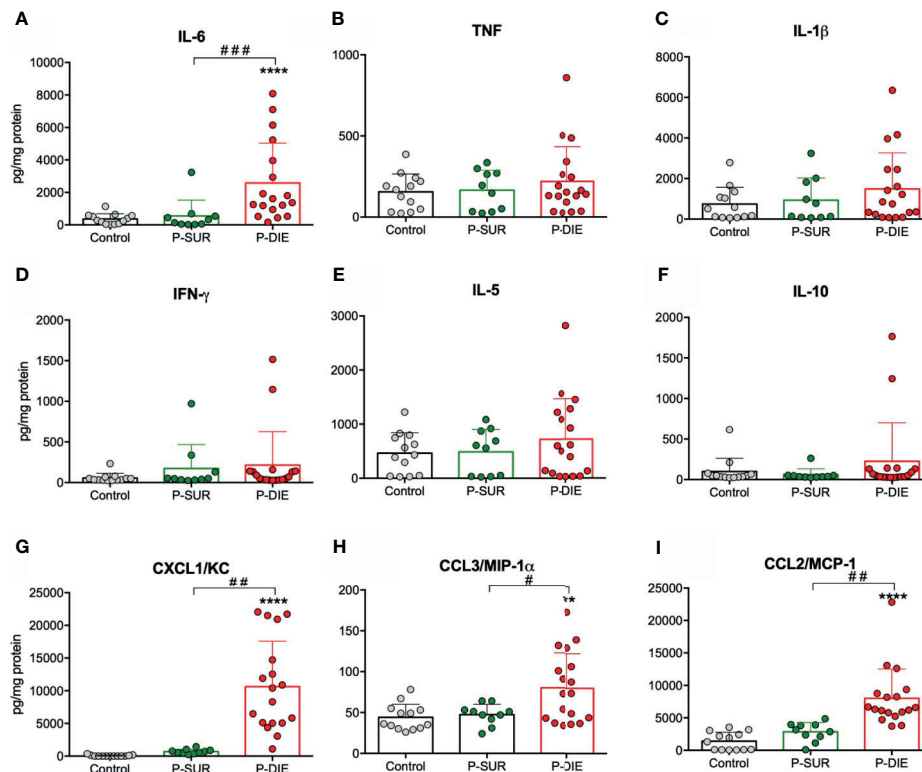 A
IL-6
# # #
****
10000
8000
6000
4000
2000
0
pg/mg protein
Control P-SUR P-DIE
B
TNF
1000
500
0
Control P-SUR P-DIE
C
IL-1β
8000
6000
4000
2000
0
Control P-SUR P-DIE
D
IFN-γ
2000
1500
1000
500
0
pg/mg protein
Control P-SUR P-DIE
E
IL-5
3000
2000
1000
0
Control P-SUR P-DIE
F
IL-10
2000
1500
1000
500
0
Control P-SUR P-DIE
G
CXCL1/KC
# #
****
25000
20000
15000
10000
5000
0
pg/mg protein
Control P-SUR P-DIE
H
CCL3/MIP-1α
#
**
200
150
100
50
0
Control P-SUR P-DIE
I
CCL2/MCP-1
# #
****
25000
20000
15000
10000
5000
0
Control P-SUR P-DIE